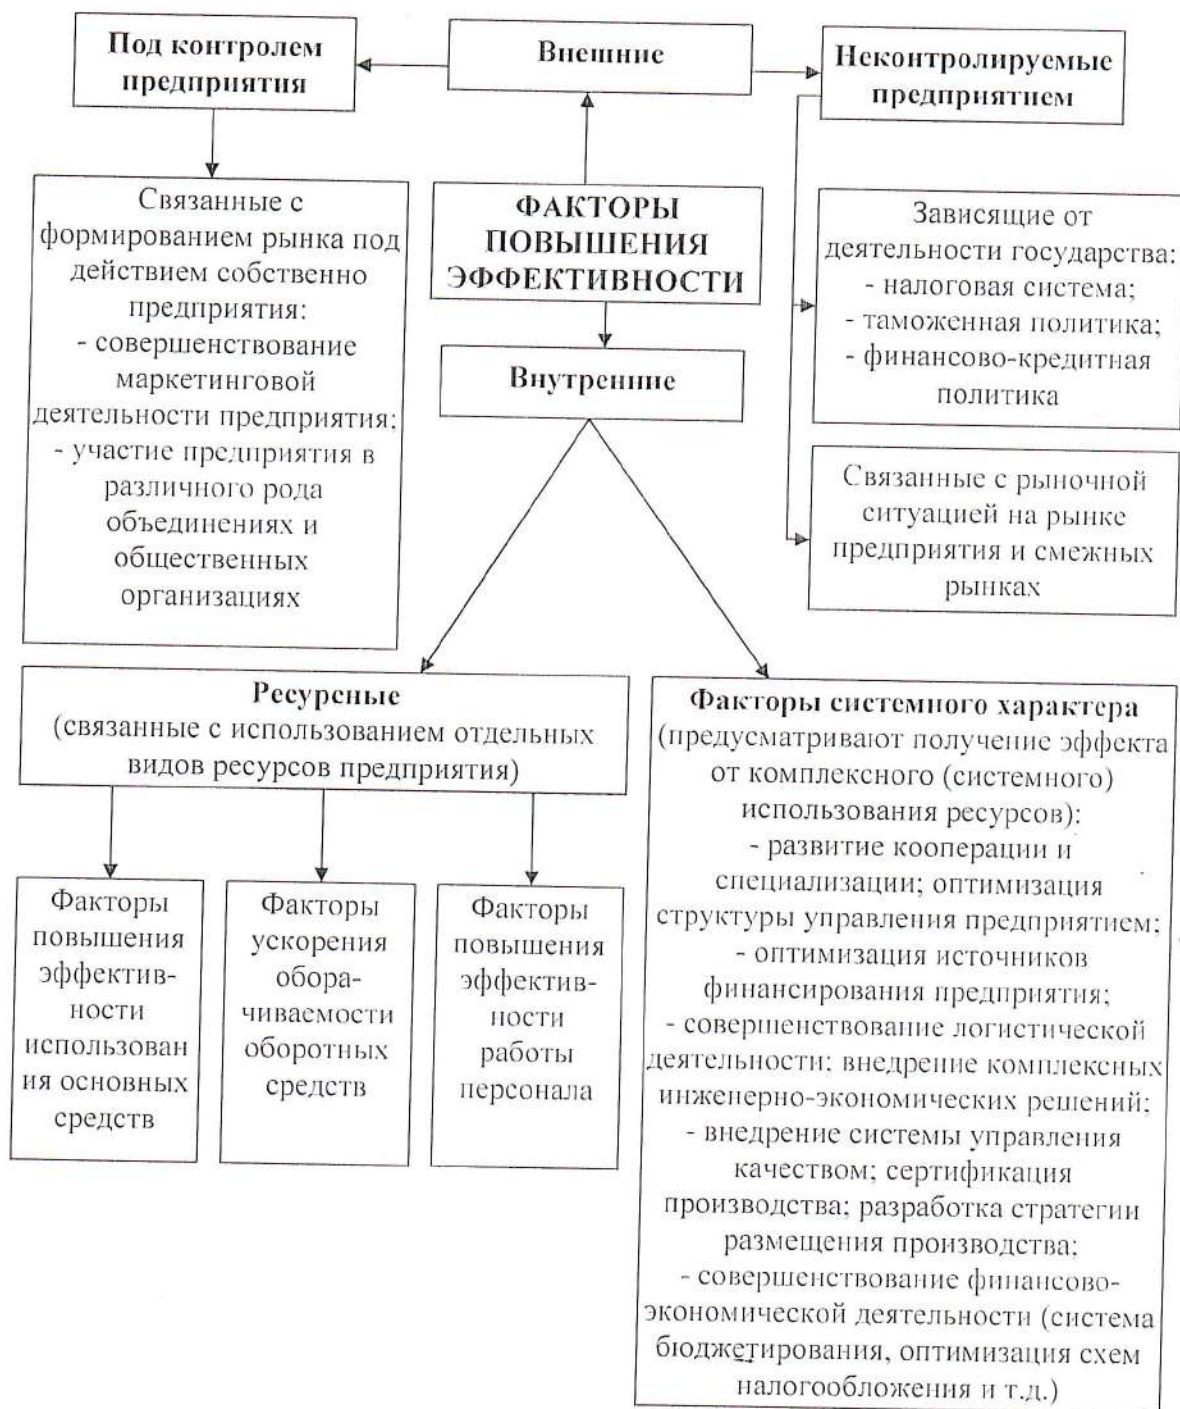 Под контролем
предприятия
Внешние
Неконтролируемые
предприятием
Связанные с
формированием рынка под
действием собственно
предприятия:
- совершенствование
маркетинговой
деятельности предприятия;
- участие предприятия в
различного рода
объединениях и
общественных
организациях
ФАКТОРЫ
ПОВЫШЕНИЯ
ЭФФЕКТИВНОСТИ
Зависящие от
деятельности государства:
- налоговая система;
- таможенная политика;
- финансово-кредитная
политика
Внутренние
Связанные с рыночной
ситуацией на рынке
предприятия и смежных
рынках
Ресурсные
(связанные с использованием отдельных
видов ресурсов предприятия)
Факторы
повышения
эффектив-
ности
использован
ия основных
средств
Факторы
ускорения
обора-
чиваемости
оборотных
средств
Факторы
повышения
эффектив-
ности
работы
персонала
Факторы системного характера
(предусматривают получение эффекта
от комплексного (системного)
использования ресурсов):
- развитие кооперации и
специализации; оптимизация
структуры управления предприятием;
- оптимизация источников
финансирования предприятия;
- совершенствование логистической
деятельности; внедрение комплексных
инженерно-экономических решений;
- внедрение системы управления
качеством; сертификация
производства; разработка стратегии
размещения производства;
- совершенствование финансово-
экономической деятельности (система
бюджетирования, оптимизация схем
налогообложения и т.д.)